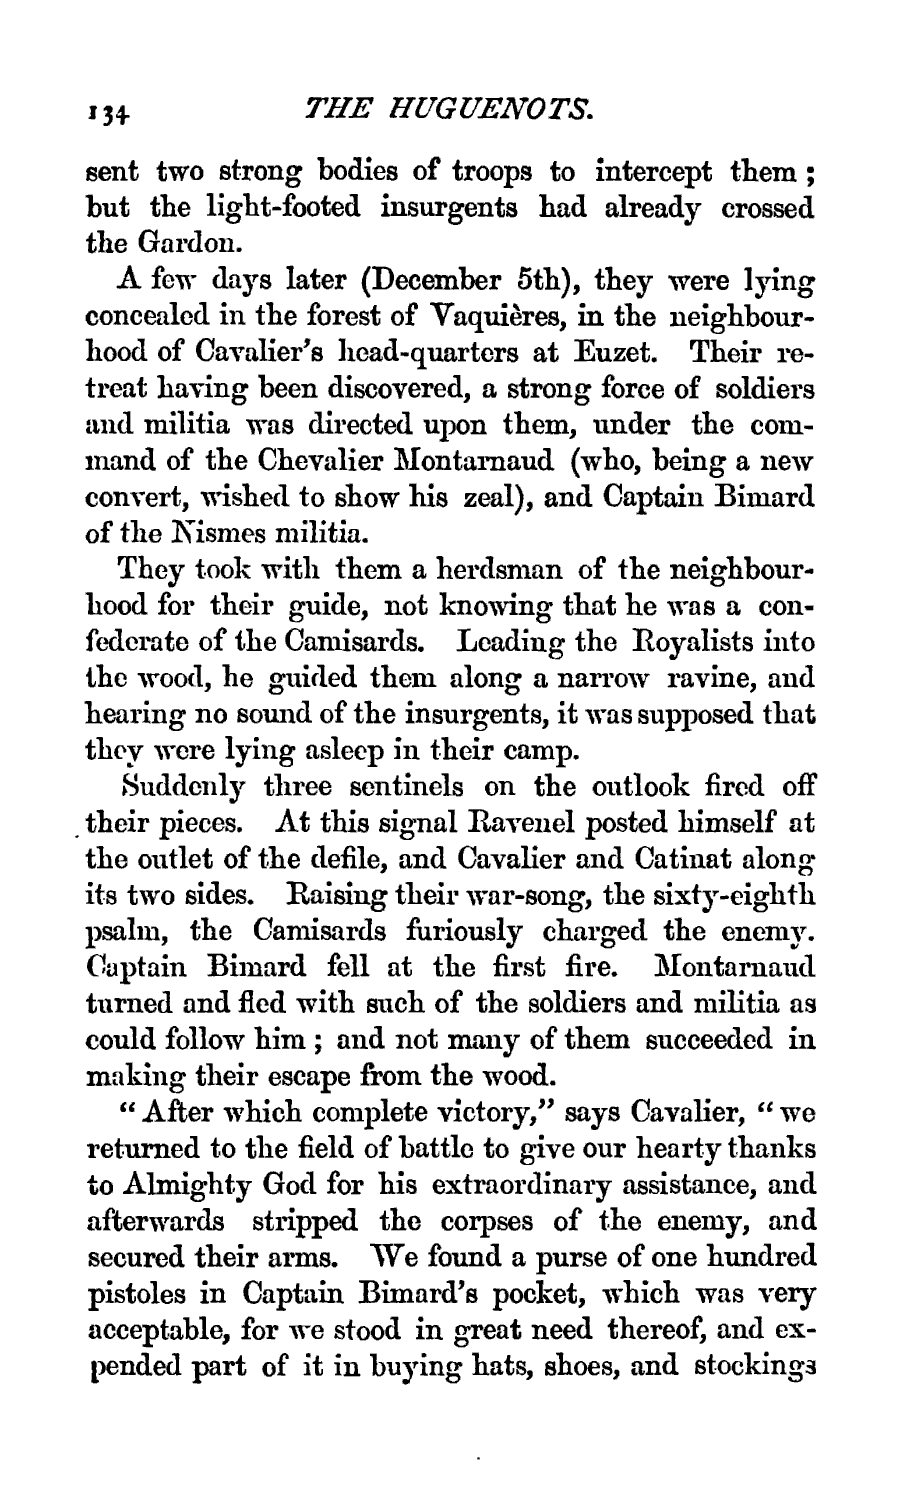 134 THE HUGUENOTS.
sent two strong bodies of troops to intercept them ;
but the light-footed insurgents had already crossed
the Gardon.
A few days later (December 5th), they were lying
concealed in the forest of Vaquières, in the neighbour-
hood of Cavalier's head-quarters at Euzet. Their re-
treat having been discovered, a strong force of soldiers
and militia was directed upon them, under the com-
mand of the Chevalier Montarnaud (who, being a new
convert, wished to show his zeal), and Captain Bimard
of the Nismes militia.
They took with them a herdsman of the neighbour-
hood for their guide, not knowing that he was a con-
federate of the Camisards. Leading the Royalists into
the wood, he guided them along a narrow ravine, and
hearing no sound of the insurgents, it was supposed that
they were lying asleep in their camp.
Suddenly three sentinels on the outlook fired off
their pieces. At this signal Ravenel posted himself at
the outlet of the defile, and Cavalier and Catinat along
its two sides. Raising their war-song, the sixty-eighth
psalm, the Camisards furiously charged the enemy.
Captain Bimard fell at the first fire. Montarnaud
turned and fled with such of the soldiers and militia as
could follow him ; and not many of them succeeded in
making their escape from the wood.
“ After which complete victory,” says Cavalier, “ we
returned to the field of battle to give our hearty thanks
to Almighty God for his extraordinary assistance, and
afterwards stripped the corpses of the enemy, and
secured their arms. We found a purse of one hundred
pistoles in Captain Bimard's pocket, which was very
acceptable, for we stood in great need thereof, and ex-
pended part of it in buying hats, shoes, and stockings